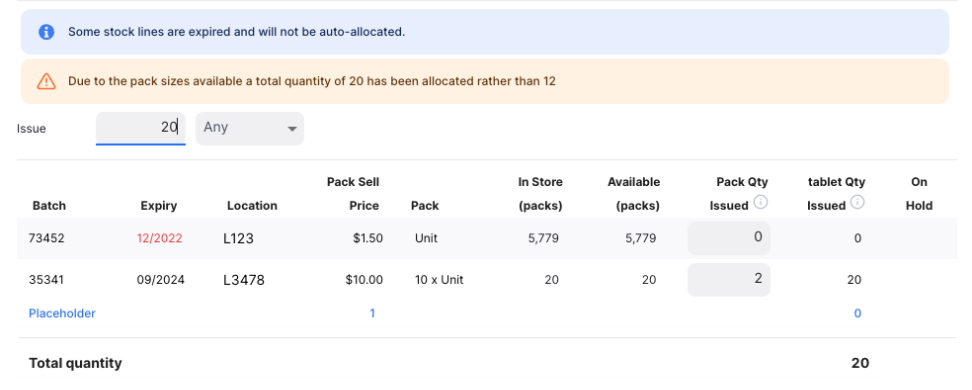 Some stock lines are expired and will not be auto-allocated.
Due to the pack sizes available a total quantity of 20 has been allocated rather than 12
Issue 20 Any
Batch Expiry Location Pack Sell Price Pack In Store (packs) Available (packs) Pack Qty Issued tablet Qty Issued On Hold
73452 12/2022 L123 $1.50 Unit 5,779 5,779 0 0
35341 09/2024 L3478 $10.00 10 x Unit 20 20 2 20
Placeholder 1 0
Total quantity 20